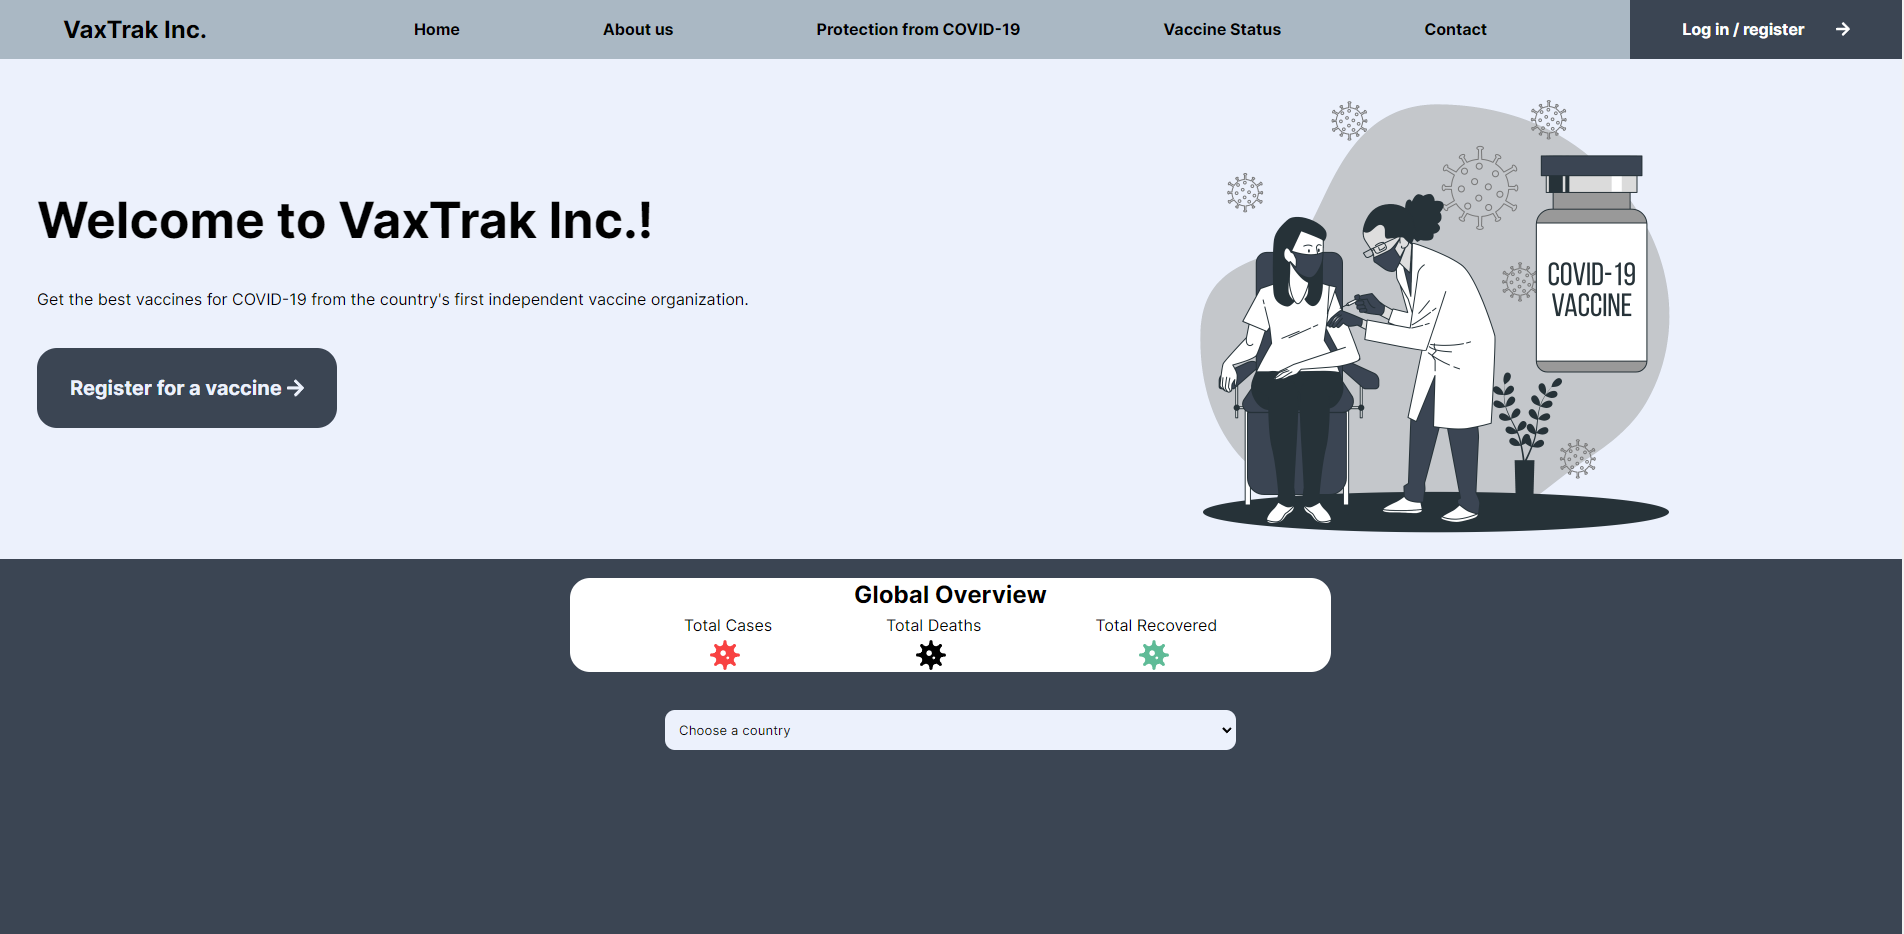 VaxTrak Inc.
Home
About us
Protection from COVID-19
Vaccine Status
Contact
Log in / register
Welcome to VaxTrak Inc.!
Get the best vaccines for COVID-19 from the country's first independent vaccine organization.
Register for a vaccine
COVID-19
VACCINE
Global Overview
Total Cases
Total Deaths
Total Recovered
Choose a country